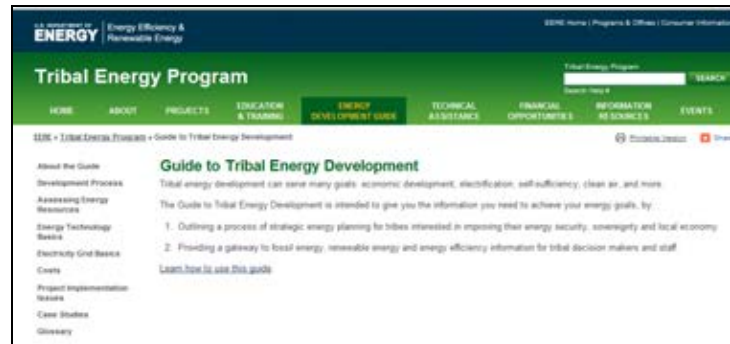 U.S. DEPARTMENT OF
ENERGY
Energy Efficiency &
Renewable Energy
EERE Home | Programs & Offices | Consumer Information
Tribal Energy Program
Tribal Energy Program
SEARCH
Search Help
HOME
ABOUT
PROJECTS
EDUCATION
& TRAINING
ENERGY
DEVELOPMENT GUIDE
TECHNICAL
ASSISTANCE
FINANCIAL
OPPORTUNITIES
INFORMATION
RESOURCES
EVENTS
EERE » Tribal Energy Program » Guide to Tribal Energy Development
Printable Version
Share
About the Guide
Development Process
Assessing Energy
Resources
Energy Technology
Basics
Electricity Grid Basics
Costs
Project Implementation
Issues
Case Studies
Glossary
Guide to Tribal Energy Development
Tribal energy development can serve many goals: economic development, electrification, self-sufficiency, clean air, and more.
The Guide to Tribal Energy Development is intended to give you the information you need to achieve your energy goals, by:
1. Outlining a process of strategic energy planning for tribes interested in improving their energy security, sovereignty and local economy
2. Providing a gateway to fossil energy, renewable energy and energy efficiency information for tribal decision makers and staff
Learn how to use this guide.